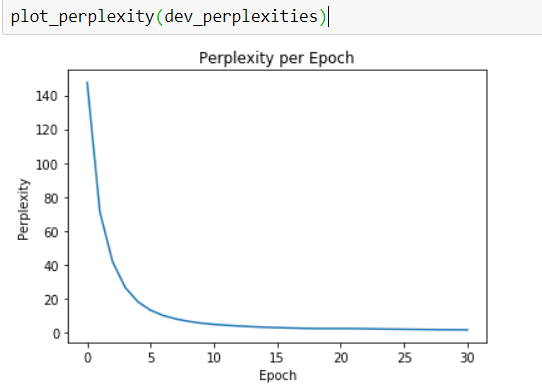 plot_perplexity(dev_perplexities)
Perplexity per Epoch
140
120
100
80
60
40
20
0
Perplexity
0 5 10 15 20 25 30
Epoch